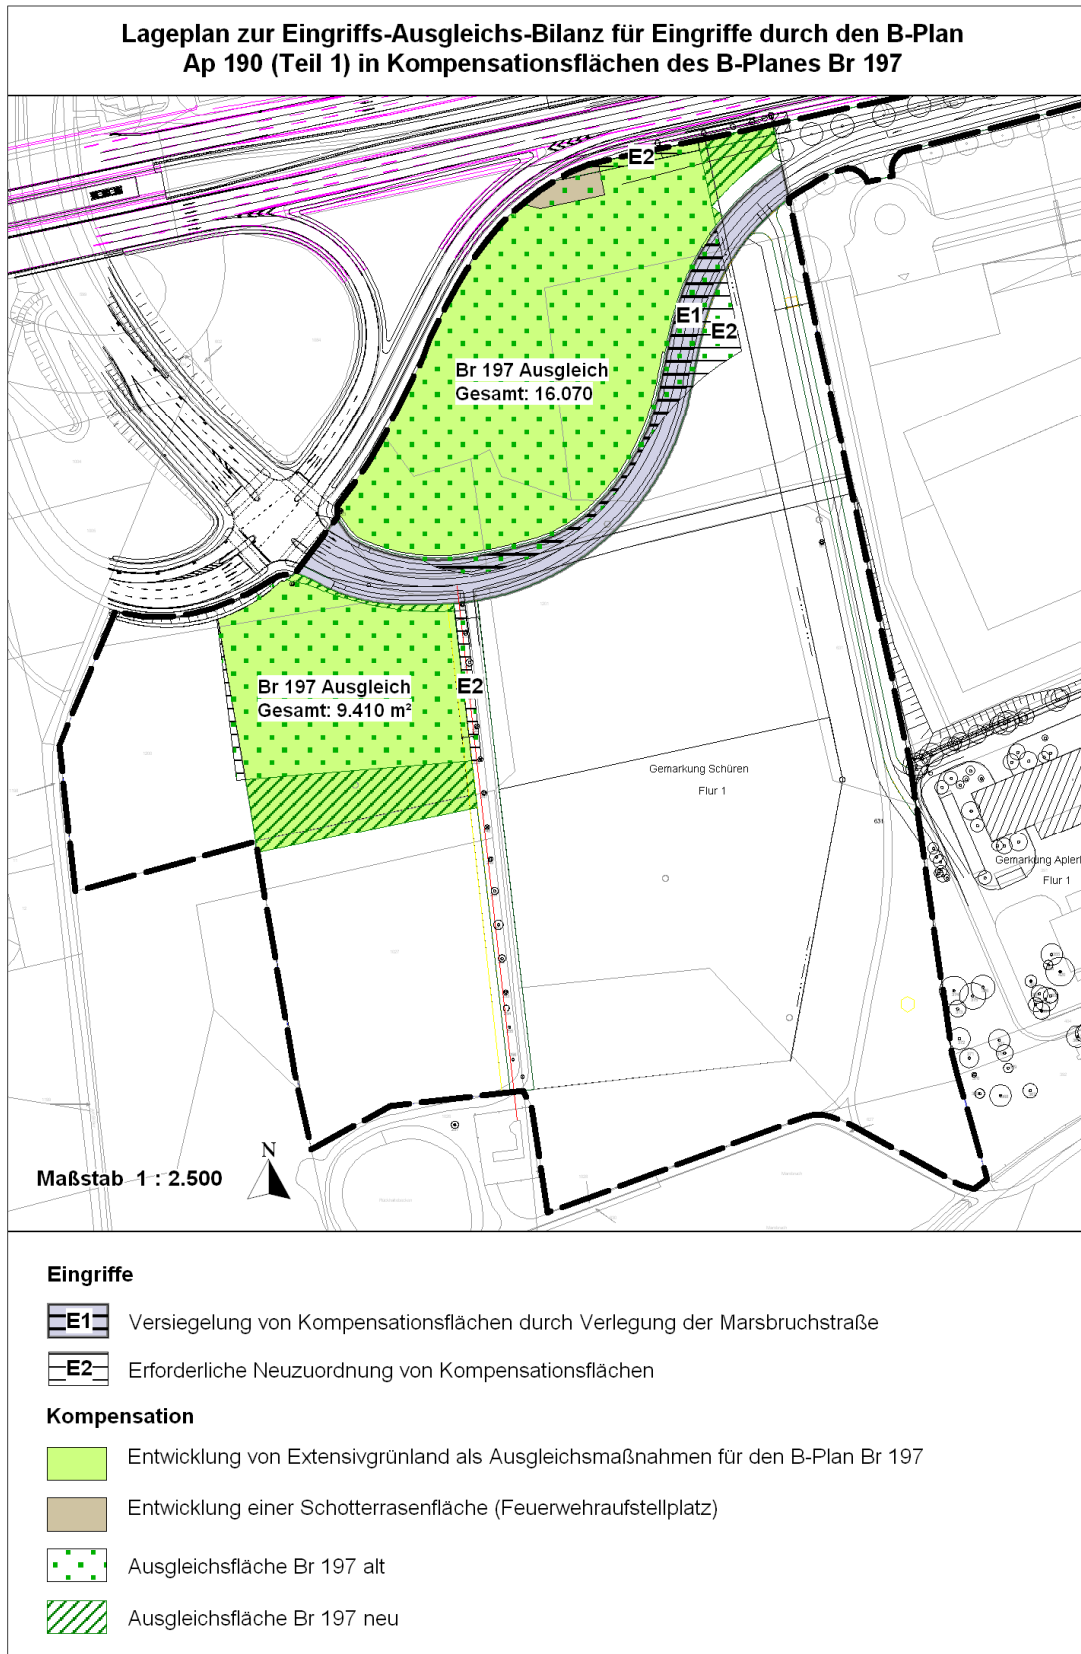 Lageplan zur Eingriffs-Ausgleichs-Bilanz für Eingriffe durch den B-Plan
Ap 190 (Teil 1) in Kompensationsflächen des B-Planes Br 197
E2
E1
E2
Br 197 Ausgleich
Gesamt: 16.070
Br 197 Ausgleich
Gesamt: 9.410 m²
E2
Gemarkung Schüren
Flur 1
631
Gemarkung Aplerl
Flur 1
N
Maßstab 1 : 2.500
Eingriffe
E1 Versiegelung von Kompensationsflächen durch Verlegung der Marsbruchstraße
E2 Erforderliche Neuzuordnung von Kompensationsflächen
Kompensation
Entwicklung von Extensivgrünland als Ausgleichsmaßnahmen für den B-Plan Br 197
Entwicklung einer Schotterrasenfläche (Feuerwehraufstellplatz)
Ausgleichsfläche Br 197 alt
Ausgleichsfläche Br 197 neu